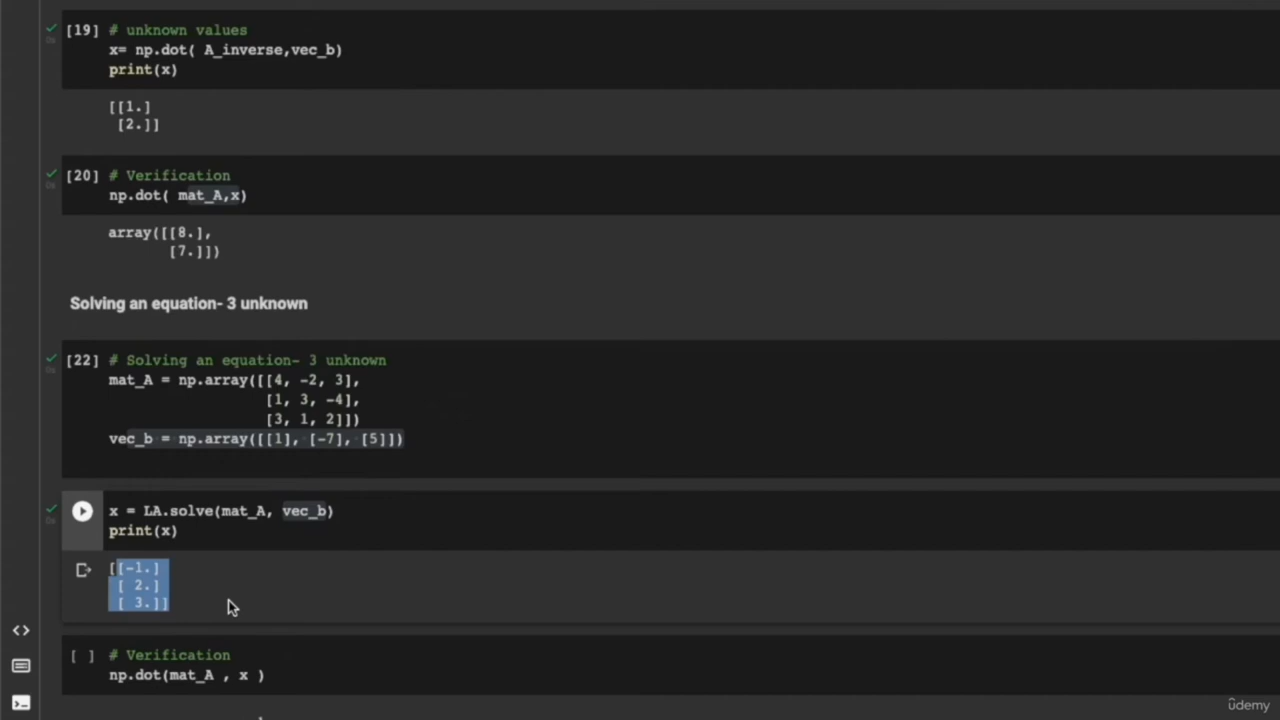 [19] # unknown values
x= np.dot( A_inverse,vec_b)
print(x)
[[1.]
[2.]]
[20] # Verification
np.dot( mat_A,x)
array([[8.],
[7.]])
Solving an equation- 3 unknown
[22] # Solving an equation- 3 unknown
mat_A = np.array([[4, -2, 3],
[1, 3, -4],
[3, 1, 2]])
vec_b = np.array([[1], [-7], [5]])
x = LA.solve(mat_A, vec_b)
print(x)
[[-1.]
[ 2.]
[ 3.]]
[ ] # Verification
np.dot(mat_A , x )
ûdemy